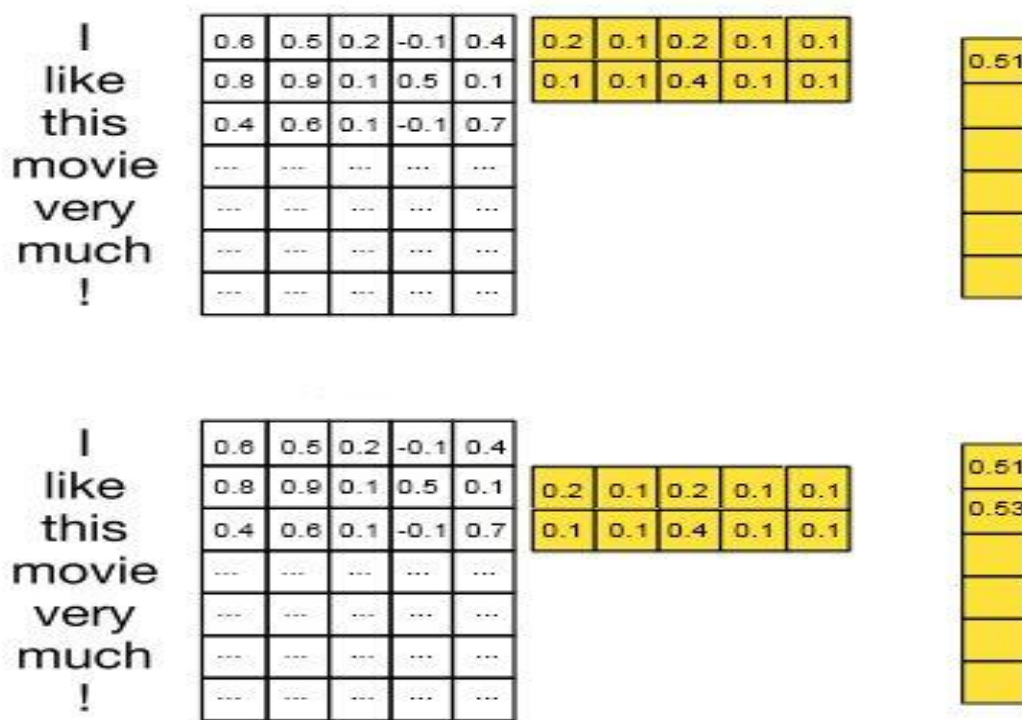 I 0.6 0.5 0.2 -0.1 0.4 0.2 0.1 0.2 0.1 0.1
0.51
like 0.8 0.9 0.1 0.5 0.1 0.1 0.1 0.4 0.1 0.1
this 0.4 0.6 0.1 -0.1 0.7
movie --- --- --- --- ---
very --- --- --- --- ---
much --- --- --- --- ---
! --- --- --- --- ---
I 0.6 0.5 0.2 -0.1 0.4
0.51
like 0.8 0.9 0.1 0.5 0.1 0.2 0.1 0.2 0.1 0.1
0.53
this 0.4 0.6 0.1 -0.1 0.7 0.1 0.1 0.4 0.1 0.1
movie --- --- --- --- ---
very --- --- --- --- ---
much --- --- --- --- ---
! --- --- --- --- ---